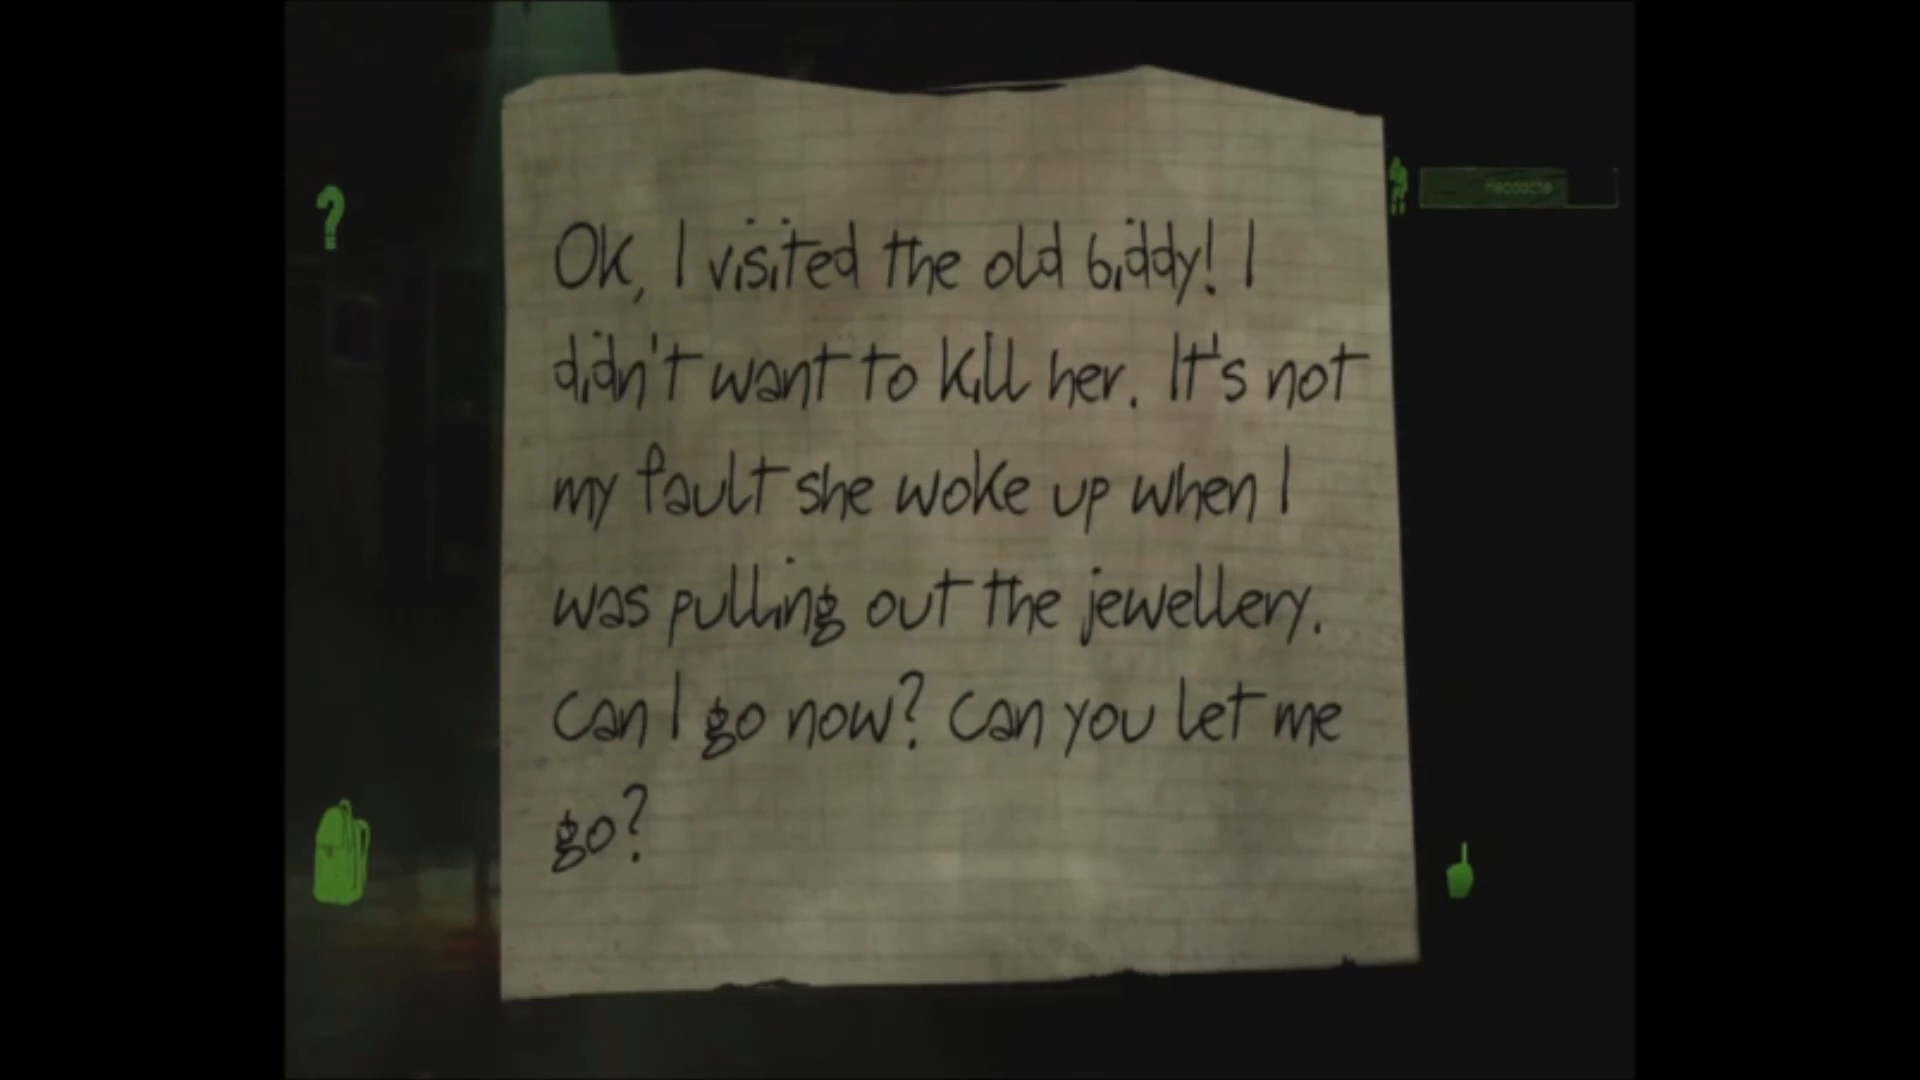 Headache
Ok, I visited the old biddy! I
didn't want to kill her. It's not
my fault she woke up when I
was pulling out the jewellery.
Can I go now? Can you let me
go?